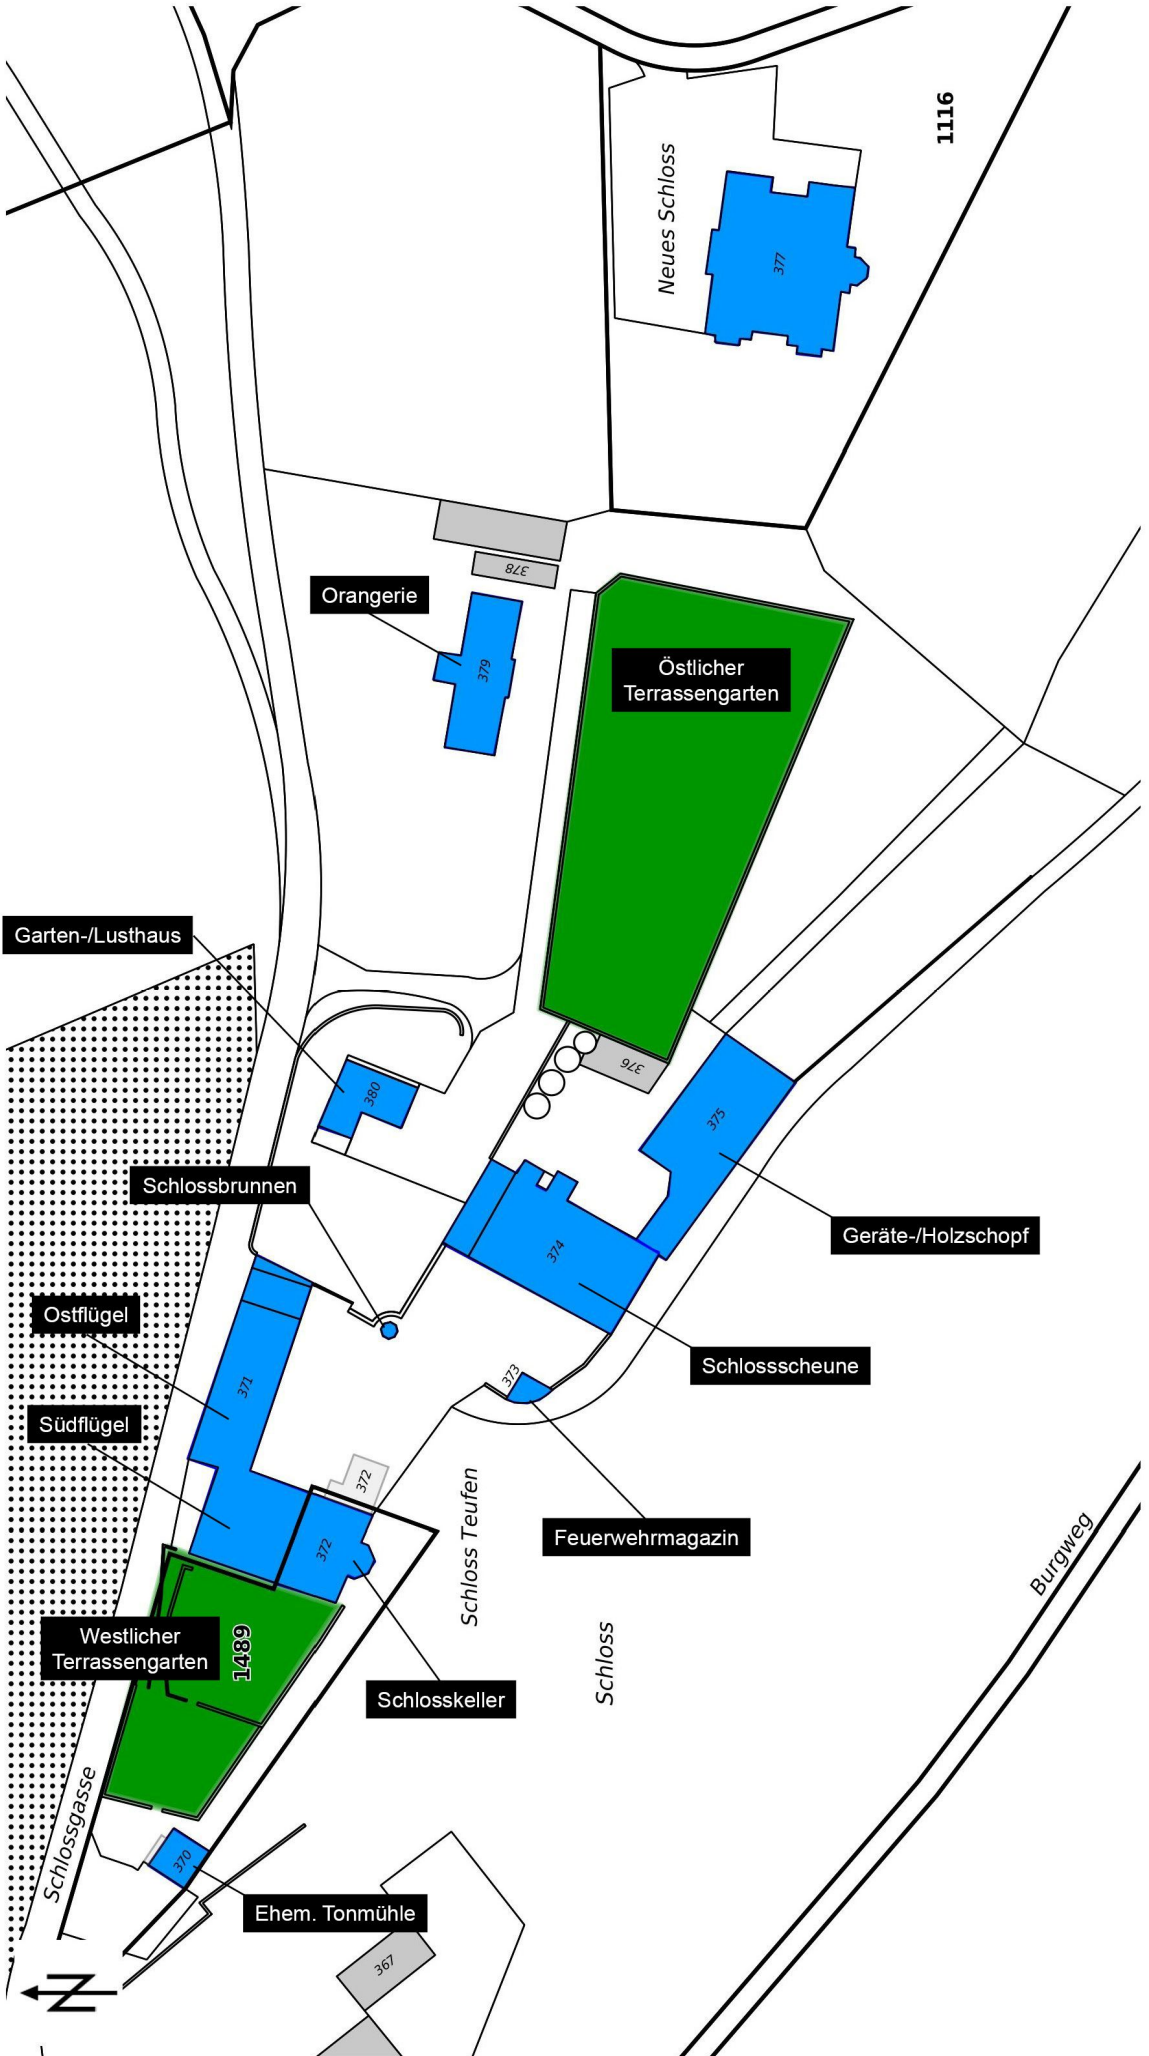 1116
Neues Schloss
377
378
Orangerie
379
Östlicher
Terrassengarten
Garten-/Lusthaus
376
380
375
Schlossbrunnen
Geräte-/Holzschopf
374
Ostflügel
Schlossscheune
373
371
Südflügel
372
Schloss Teufen
Feuerwehrmagazin
372
Burgweg
Westlicher
Terrassengarten
1489
Schloss
Schlosskeller
Schlossgasse
370
Ehem. Tonmühle
367
N